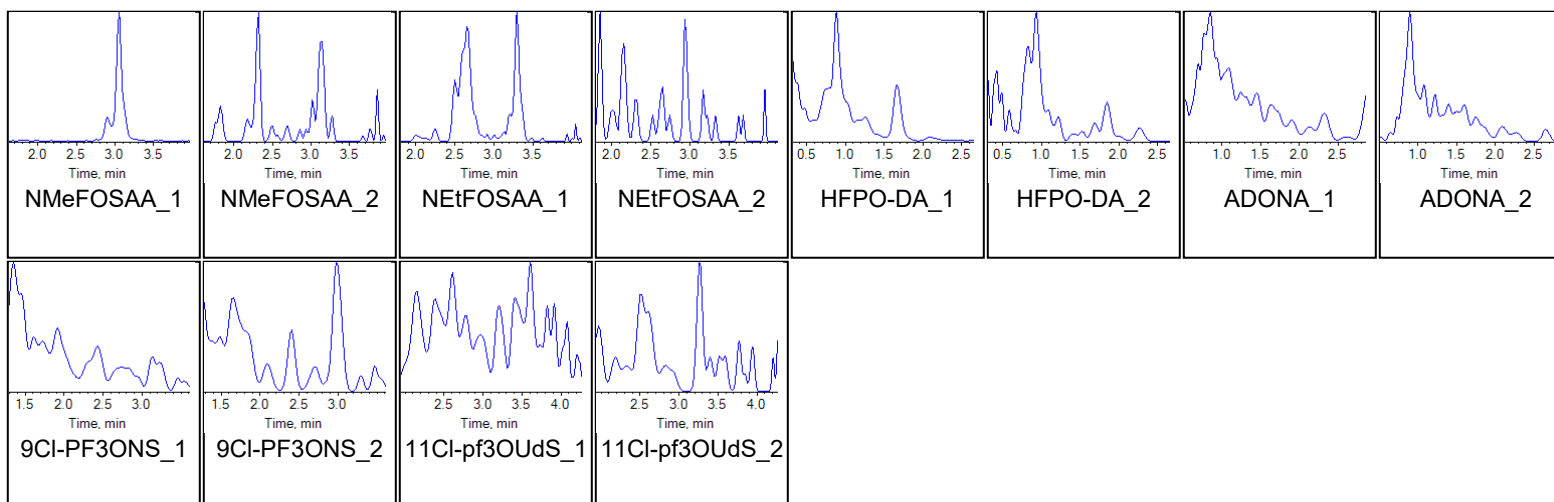 2.0 3.0 3.5
Time, min
NMeFOSAA_1
2.0 2.5 3.0 3.5
Time, min
NMeFOSAA_2
2.0 2.5 3.0 3.5
Time, min
NEtFOSAA_1
2.0 2.5 3.0 3.5
Time, min
NEtFOSAA_2
0.5 1.0 1.5 2.0 2.5
Time, min
HFPO-DA_1
0.5 1.0 1.5 2.0 2.5
Time, min
HFPO-DA_2
1.0 1.5 2.0 2.5
Time, min
ADONA_1
1.0 1.5 2.0 2.5
Time, min
ADONA_2
1.5 2.0 2.5 3.0
Time, min
9Cl-PF3ONS_1
1.5 2.0 2.5 3.0
Time, min
9Cl-PF3ONS_2
2.5 3.0 3.5 4.0
Time, min
11Cl-pf3OUdS_1
2.5 3.0 3.5 4.0
Time, min
11Cl-pf3OUdS_2